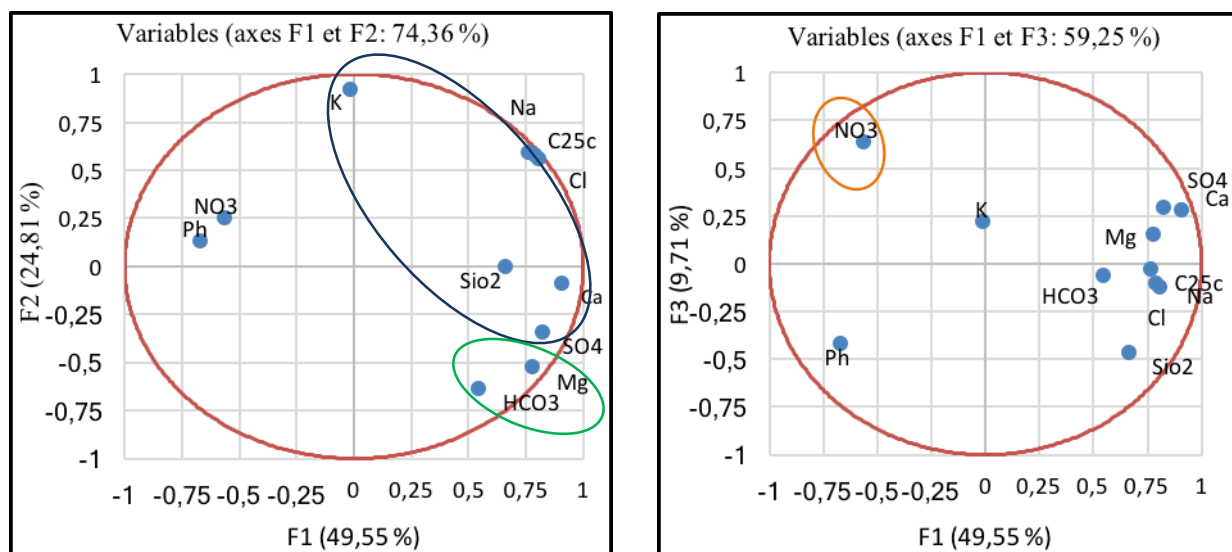 Variables (axes F1 et F2: 74,36 %)
1
K
Na
0,75
C25c
0,5
Cl
NO3
0,25
Ph
0
Sio2
Ca
-0,25
SO4
-0,5
Mg
HCO3
-0,75
-1
-1 -0,75 -0,5 -0,25 0 0,25 0,5 0,75 1
F1 (49,55 %)
F2 (24,81 %)
Variables (axes F1 et F3: 59,25 %)
1
0,75
NO3
0,5
SO4
Ca
0,25
K
Mg
0
HCO3
C25c
Na
-0,25
Cl
Ph
-0,5
Sio2
-0,75
-1
-1 -0,75 -0,5 -0,25 0 0,25 0,5 0,75 1
F1 (49,55 %)
F3 (9,71 %)